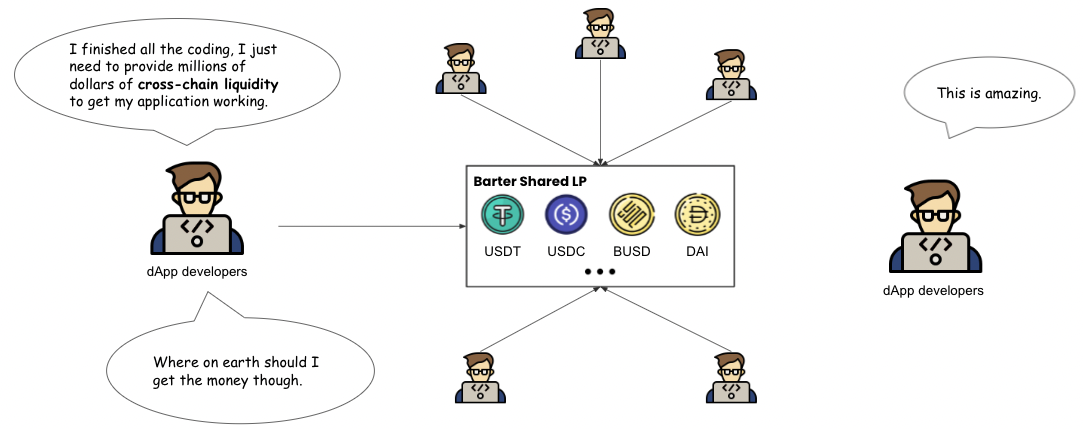 I finished all the coding, I just
need to provide millions of
dollars of cross-chain liquidity
to get my application working.
dApp developers
Where on earth should I
get the money though.
Barter Shared LP
USDT
USDC
BUSD
DAI
This is amazing.
dApp developers